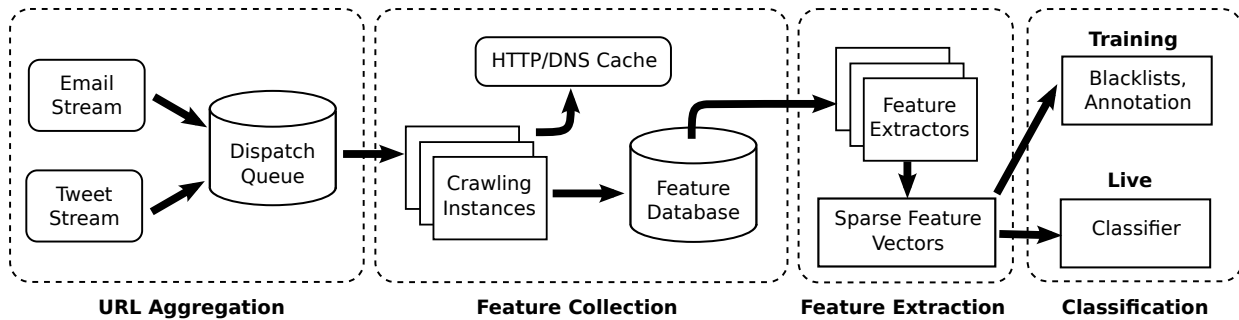 Email
Stream
Tweet
Stream
Dispatch
Queue
URL Aggregation
HTTP/DNS Cache
Crawling
Instances
Feature
Database
Feature Collection
Feature
Extractors
Sparse Feature
Vectors
Feature Extraction
Training
Blacklists,
Annotation
Live
Classifier
Classification